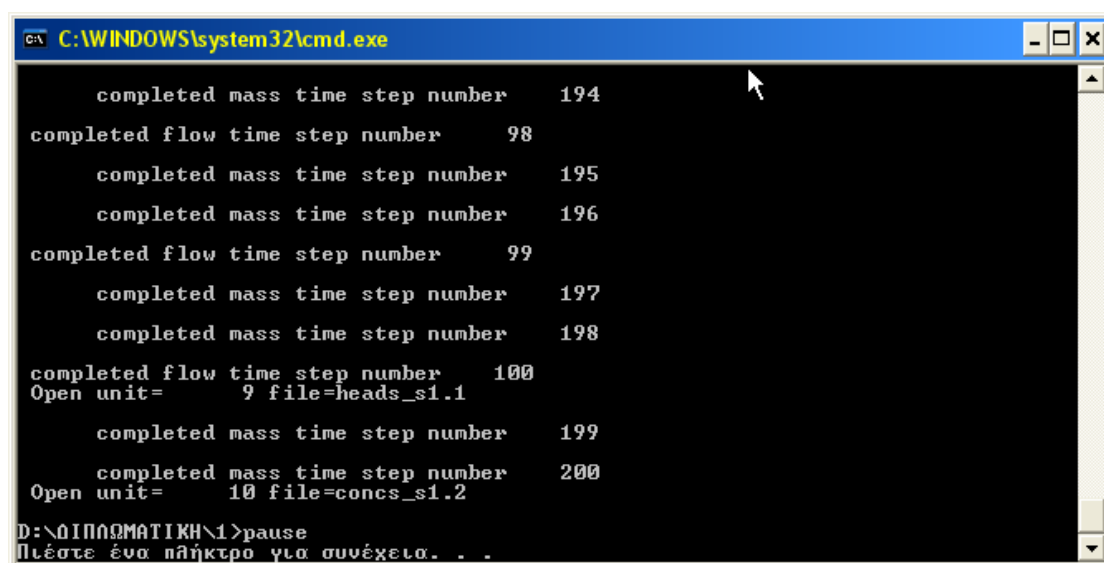 C:\WINDOWS\system32\cmd.exe
completed mass time step number 194
completed flow time step number 98
completed mass time step number 195
completed mass time step number 196
completed flow time step number 99
completed mass time step number 197
completed mass time step number 198
completed flow time step number 100
Open unit= 9 file=heads_s1.1
completed mass time step number 199
completed mass time step number 200
Open unit= 10 file=concs_s1.2
D:\ΔΙΠΛΩΜΑΤΙΚΗ\1>pause
Πιέστε ένα πλήκτρο για συνέχεια. . .